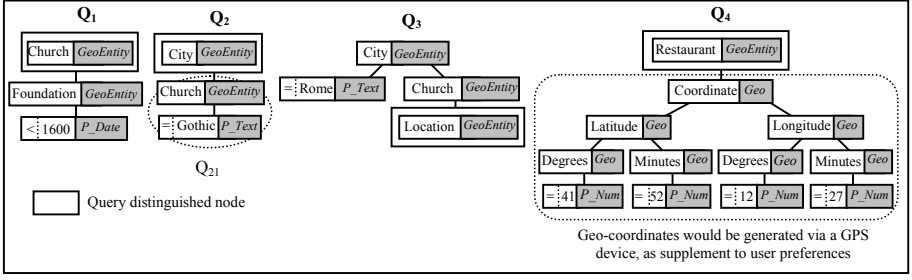 Q1 Q2 Q3 Q4
Church GeoEntity
Foundation GeoEntity
< 1600 P_Date
City GeoEntity
Church GeoEntity
= Gothic P_Text
Q21
City GeoEntity
= Rome P_Text
Church GeoEntity
Location GeoEntity
Restaurant GeoEntity
Coordinate Geo
Latitude Geo Longitude Geo
Degrees Geo Minutes Geo Degrees Geo Minutes Geo
= 41 P_Num = 52 P_Num = 12 P_Num = 27 P_Num
Query distinguished node
Geo-coordinates would be generated via a GPS
device, as supplement to user preferences